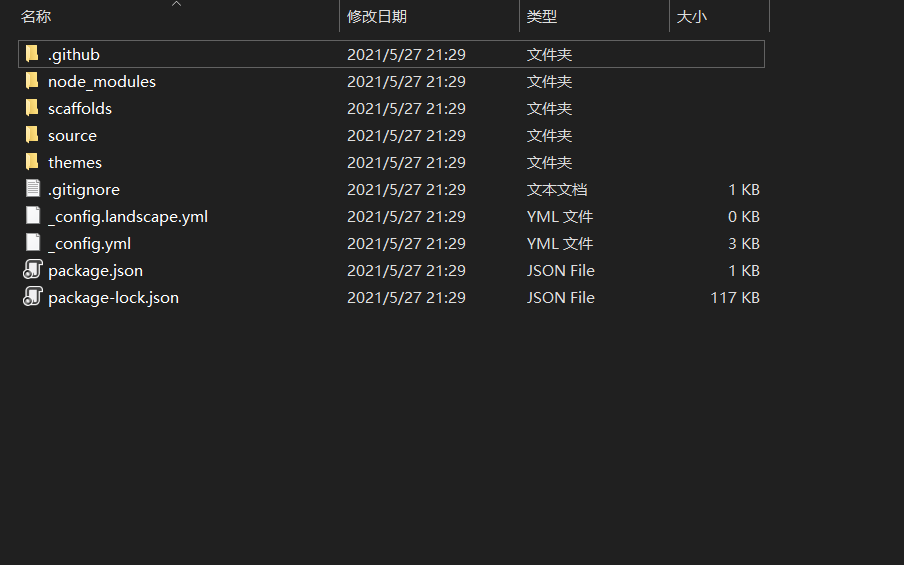 名称 修改日期 类型 大小
.github 2021/5/27 21:29 文件夹
node_modules 2021/5/27 21:29 文件夹
scaffolds 2021/5/27 21:29 文件夹
source 2021/5/27 21:29 文件夹
themes 2021/5/27 21:29 文件夹
.gitignore 2021/5/27 21:29 文本文档 1 KB
_config.landscape.yml 2021/5/27 21:29 YML 文件 0 KB
_config.yml 2021/5/27 21:29 YML 文件 3 KB
package.json 2021/5/27 21:29 JSON File 1 KB
package-lock.json 2021/5/27 21:29 JSON File 117 KB